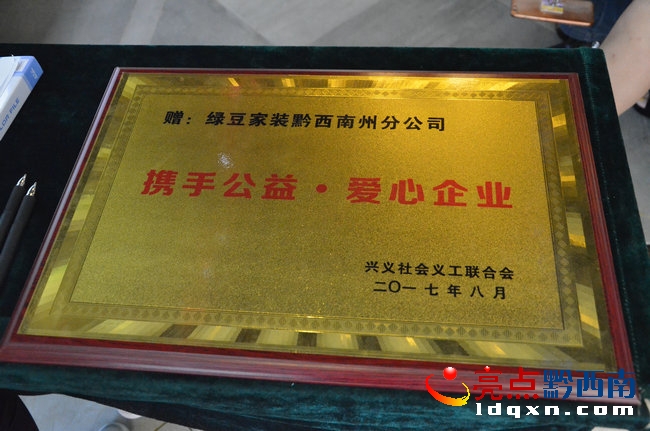 赠：绿豆家装黔西南州分公司
携手公益·爱心企业
兴义社会义工联合会
二〇一七年八月
亮点黔西南
ldqxn.com